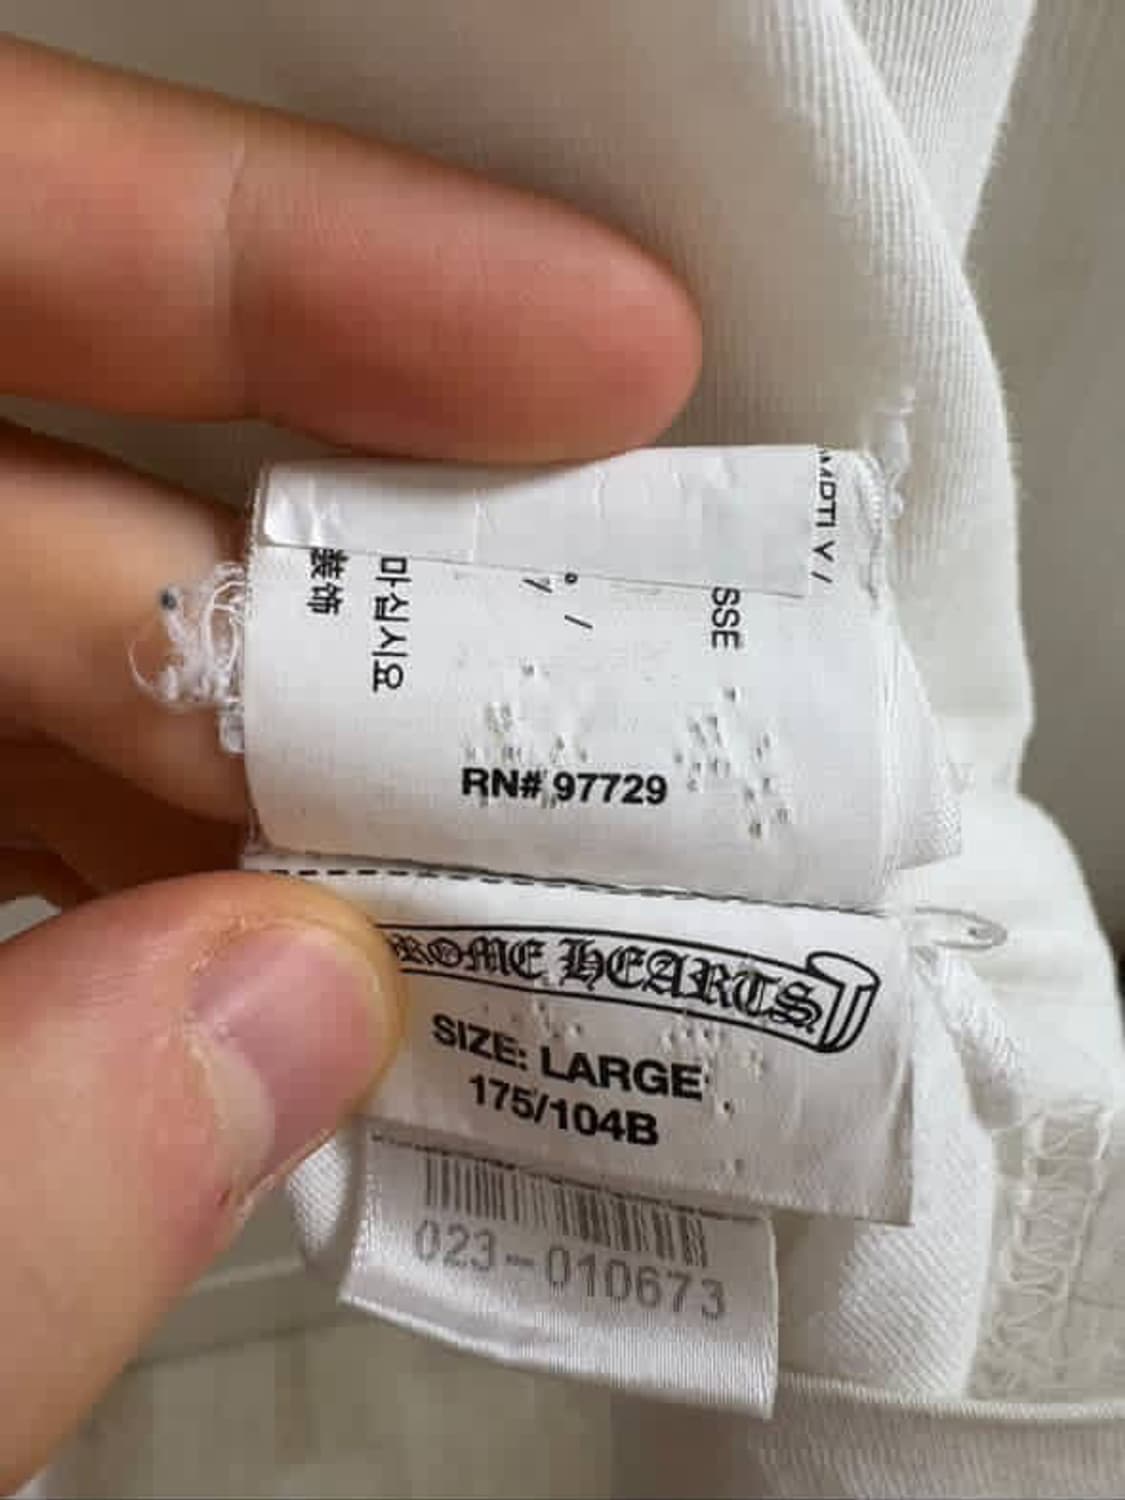 装饰
마십시오
SSE
RN# 97729
ROME HEARTS
SIZE: LARGE
175/104B
023-010673